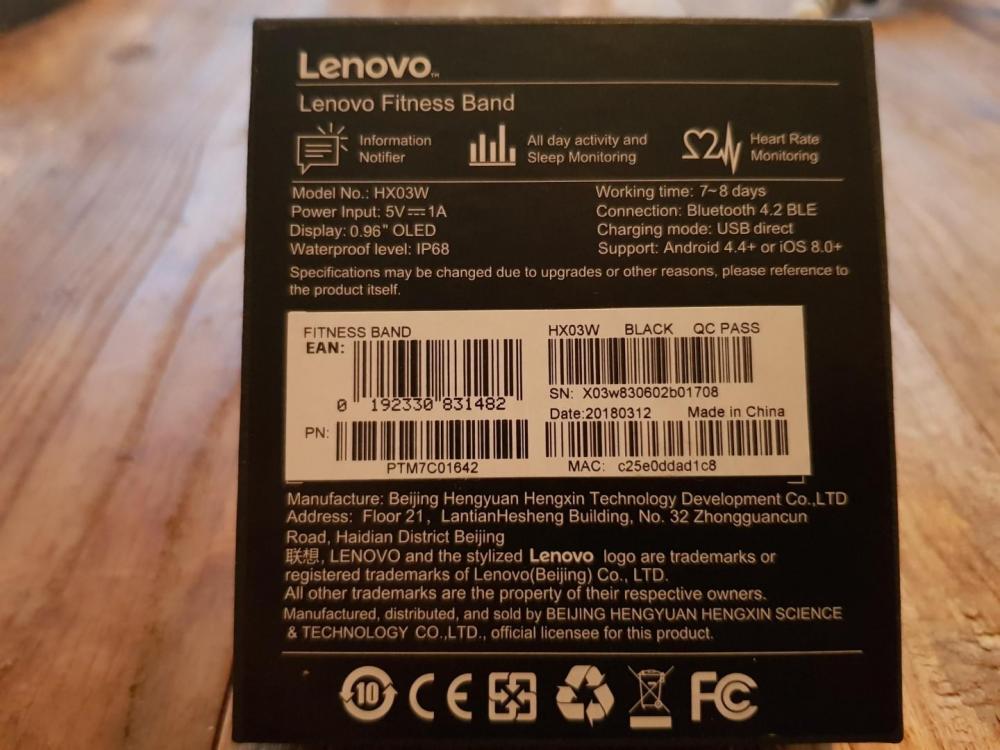 Lenovo™
Lenovo Fitness Band
Information Notifier
All day activity and Sleep Monitoring
Heart Rate Monitoring
Model No.: HX03W
Power Input: 5V⎓1A
Display: 0.96" OLED
Waterproof level: IP68
Working time: 7~8 days
Connection: Bluetooth 4.2 BLE
Charging mode: USB direct
Support: Android 4.4+ or iOS 8.0+
Specifications may be changed due to upgrades or other reasons, please reference to
the product itself.
FITNESS BAND
EAN:
0 192330 831482
PN:
PTM7C01642
HX03W BLACK QC PASS
SN: X03w830602b01708
Date:20180312 Made in China
MAC: c25e0ddad1c8
Manufacture: Beijing Hengyuan Hengxin Technology Development Co.,LTD
Address: Floor 21, LantianHesheng Building, No. 32 Zhongguancun
Road, Haidian District Beijing
联想, LENOVO and the stylized Lenovo logo are trademarks or
registered trademarks of Lenovo(Beijing) Co., LTD.
All other trademarks are the property of their respective owners.
Manufactured, distributed, and sold by BEIJING HENGYUAN HENGXIN SCIENCE
& TECHNOLOGY CO.,LTD., official licensee for this product.
10 CE FC